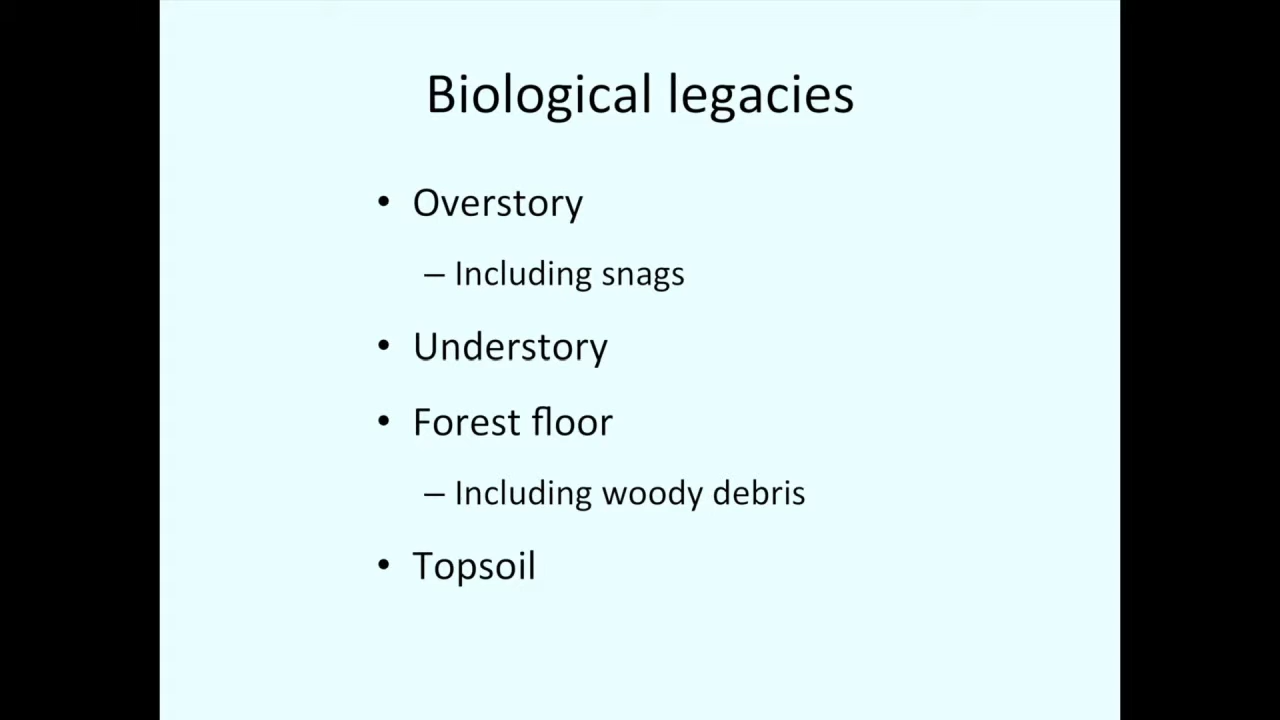 Biological legacies
• Overstory
– Including snags
• Understory
• Forest floor
– Including woody debris
• Topsoil